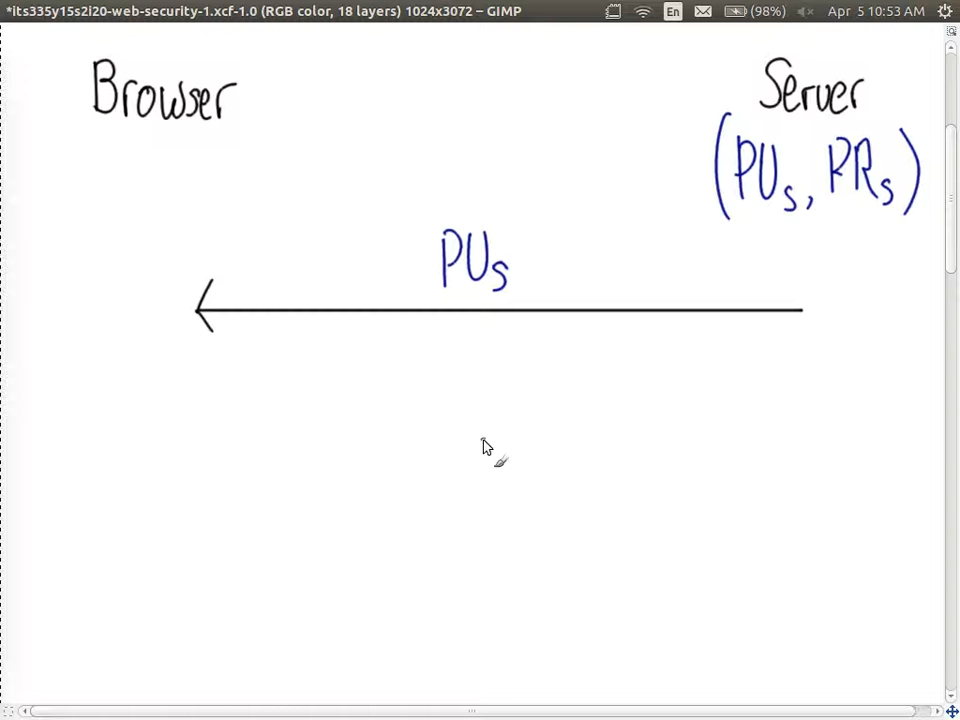 *its335y15s2i20-web-security-1.xcf-1.0 (RGB color, 18 layers) 1024x3072 – GIMP En (98%) Apr 5 10:53 AM
Browser Server
(PUs, PRs)
PUs